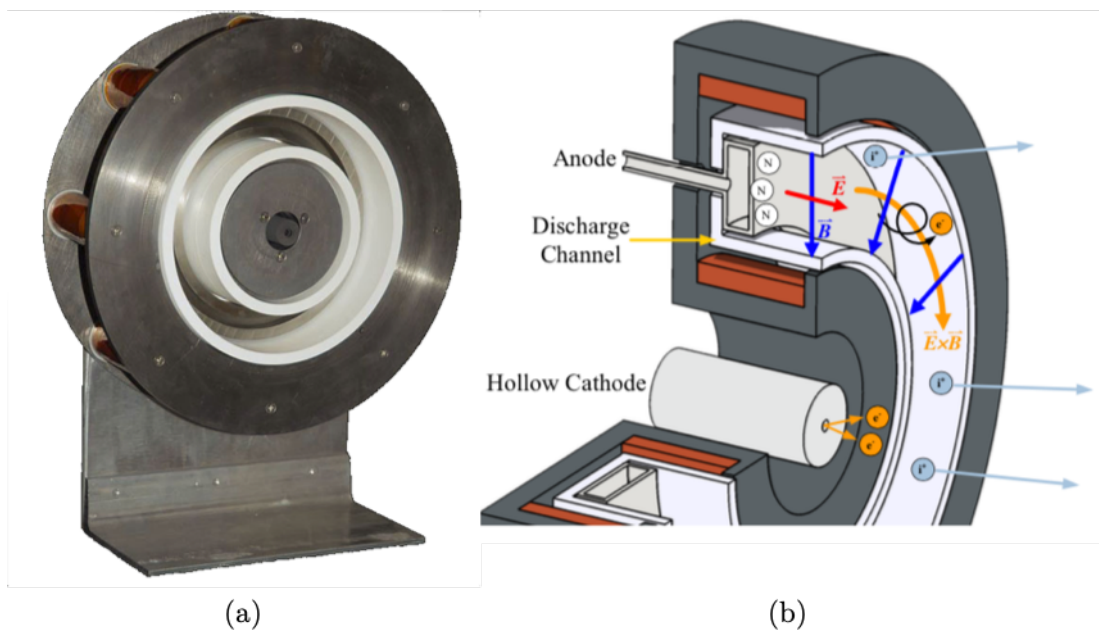 Anode
N
N
N
E
B
i⁺
e⁻
Discharge
Channel
E×B
Hollow Cathode
i⁺
e⁻
e⁻
i⁺
(a)
(b)